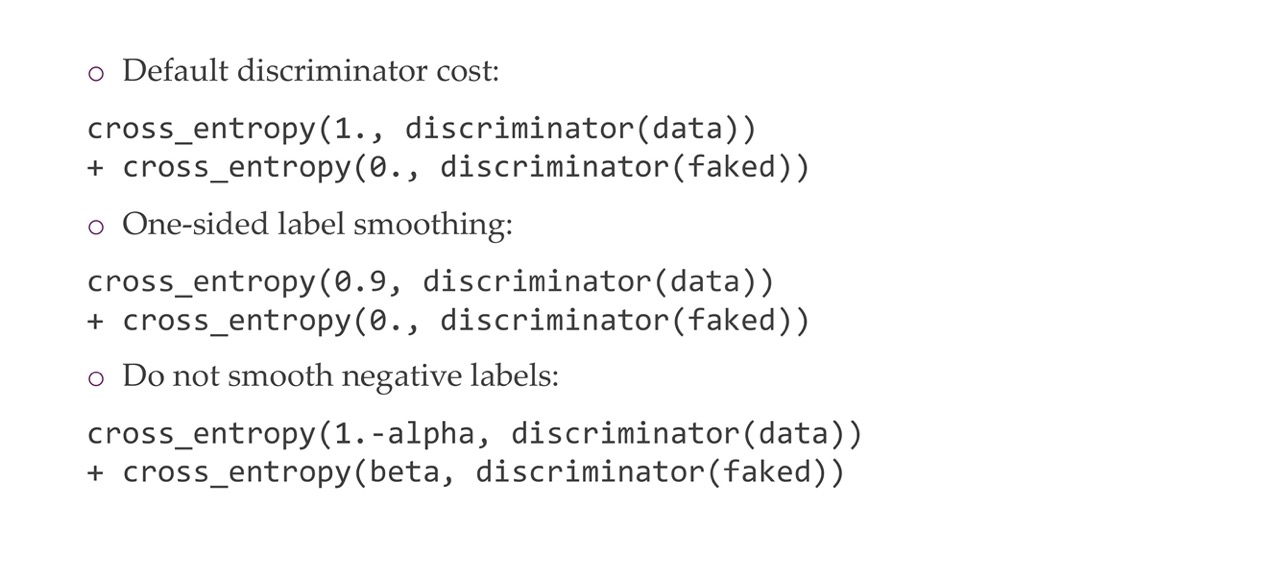 ○ Default discriminator cost:
cross_entropy(1., discriminator(data))
+ cross_entropy(0., discriminator(faked))
○ One-sided label smoothing:
cross_entropy(0.9, discriminator(data))
+ cross_entropy(0., discriminator(faked))
○ Do not smooth negative labels:
cross_entropy(1.-alpha, discriminator(data))
+ cross_entropy(beta, discriminator(faked))